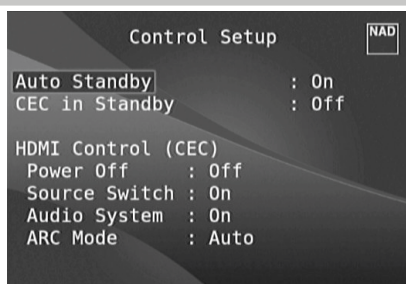 Control Setup
NAD
Auto Standby : On
CEC in Standby : Off
HDMI Control (CEC)
Power Off : Off
Source Switch : On
Audio System : On
ARC Mode : Auto